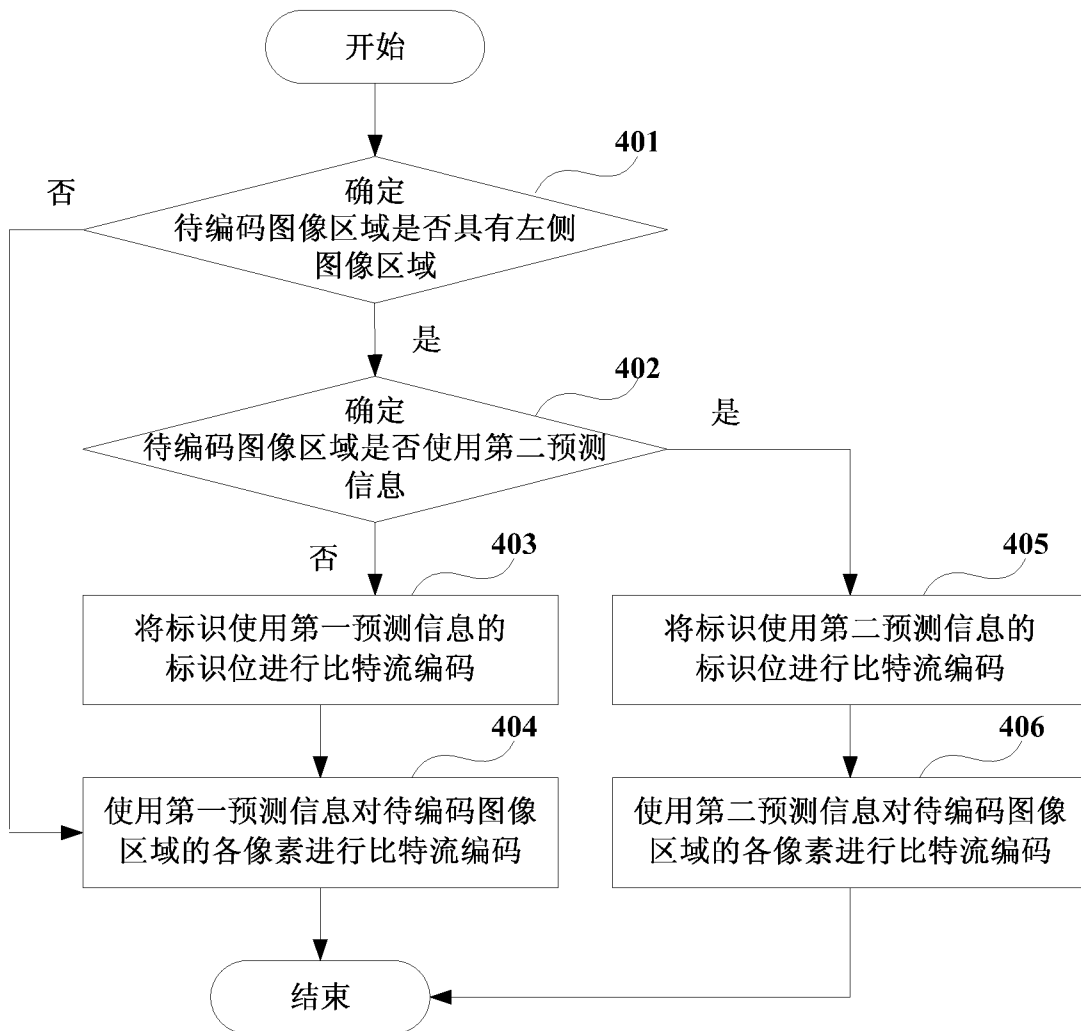 开始
401
否
确定
待编码图像区域是否具有左侧
图像区域
是
402
确定
待编码图像区域是否使用第二预测
信息
是
否
403
将标识使用第一预测信息的
标识位进行比特流编码
405
将标识使用第二预测信息的
标识位进行比特流编码
404
使用第一预测信息对待编码图像
区域的各像素进行比特流编码
406
使用第二预测信息对待编码图像
区域的各像素进行比特流编码
结束